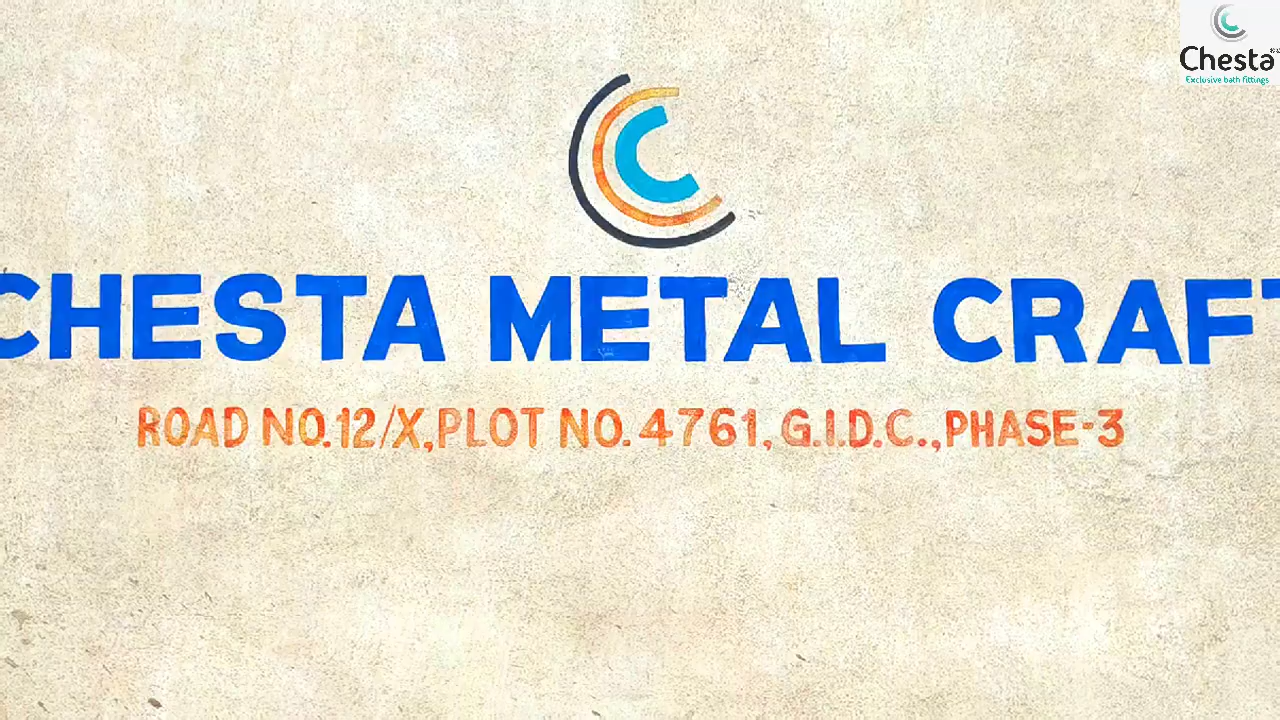 Chesta
Exclusive bath fittings
CHESTA METAL CRAFT
ROAD NO.12/X,PLOT NO. 4761, G.I.D.C.,PHASE-3